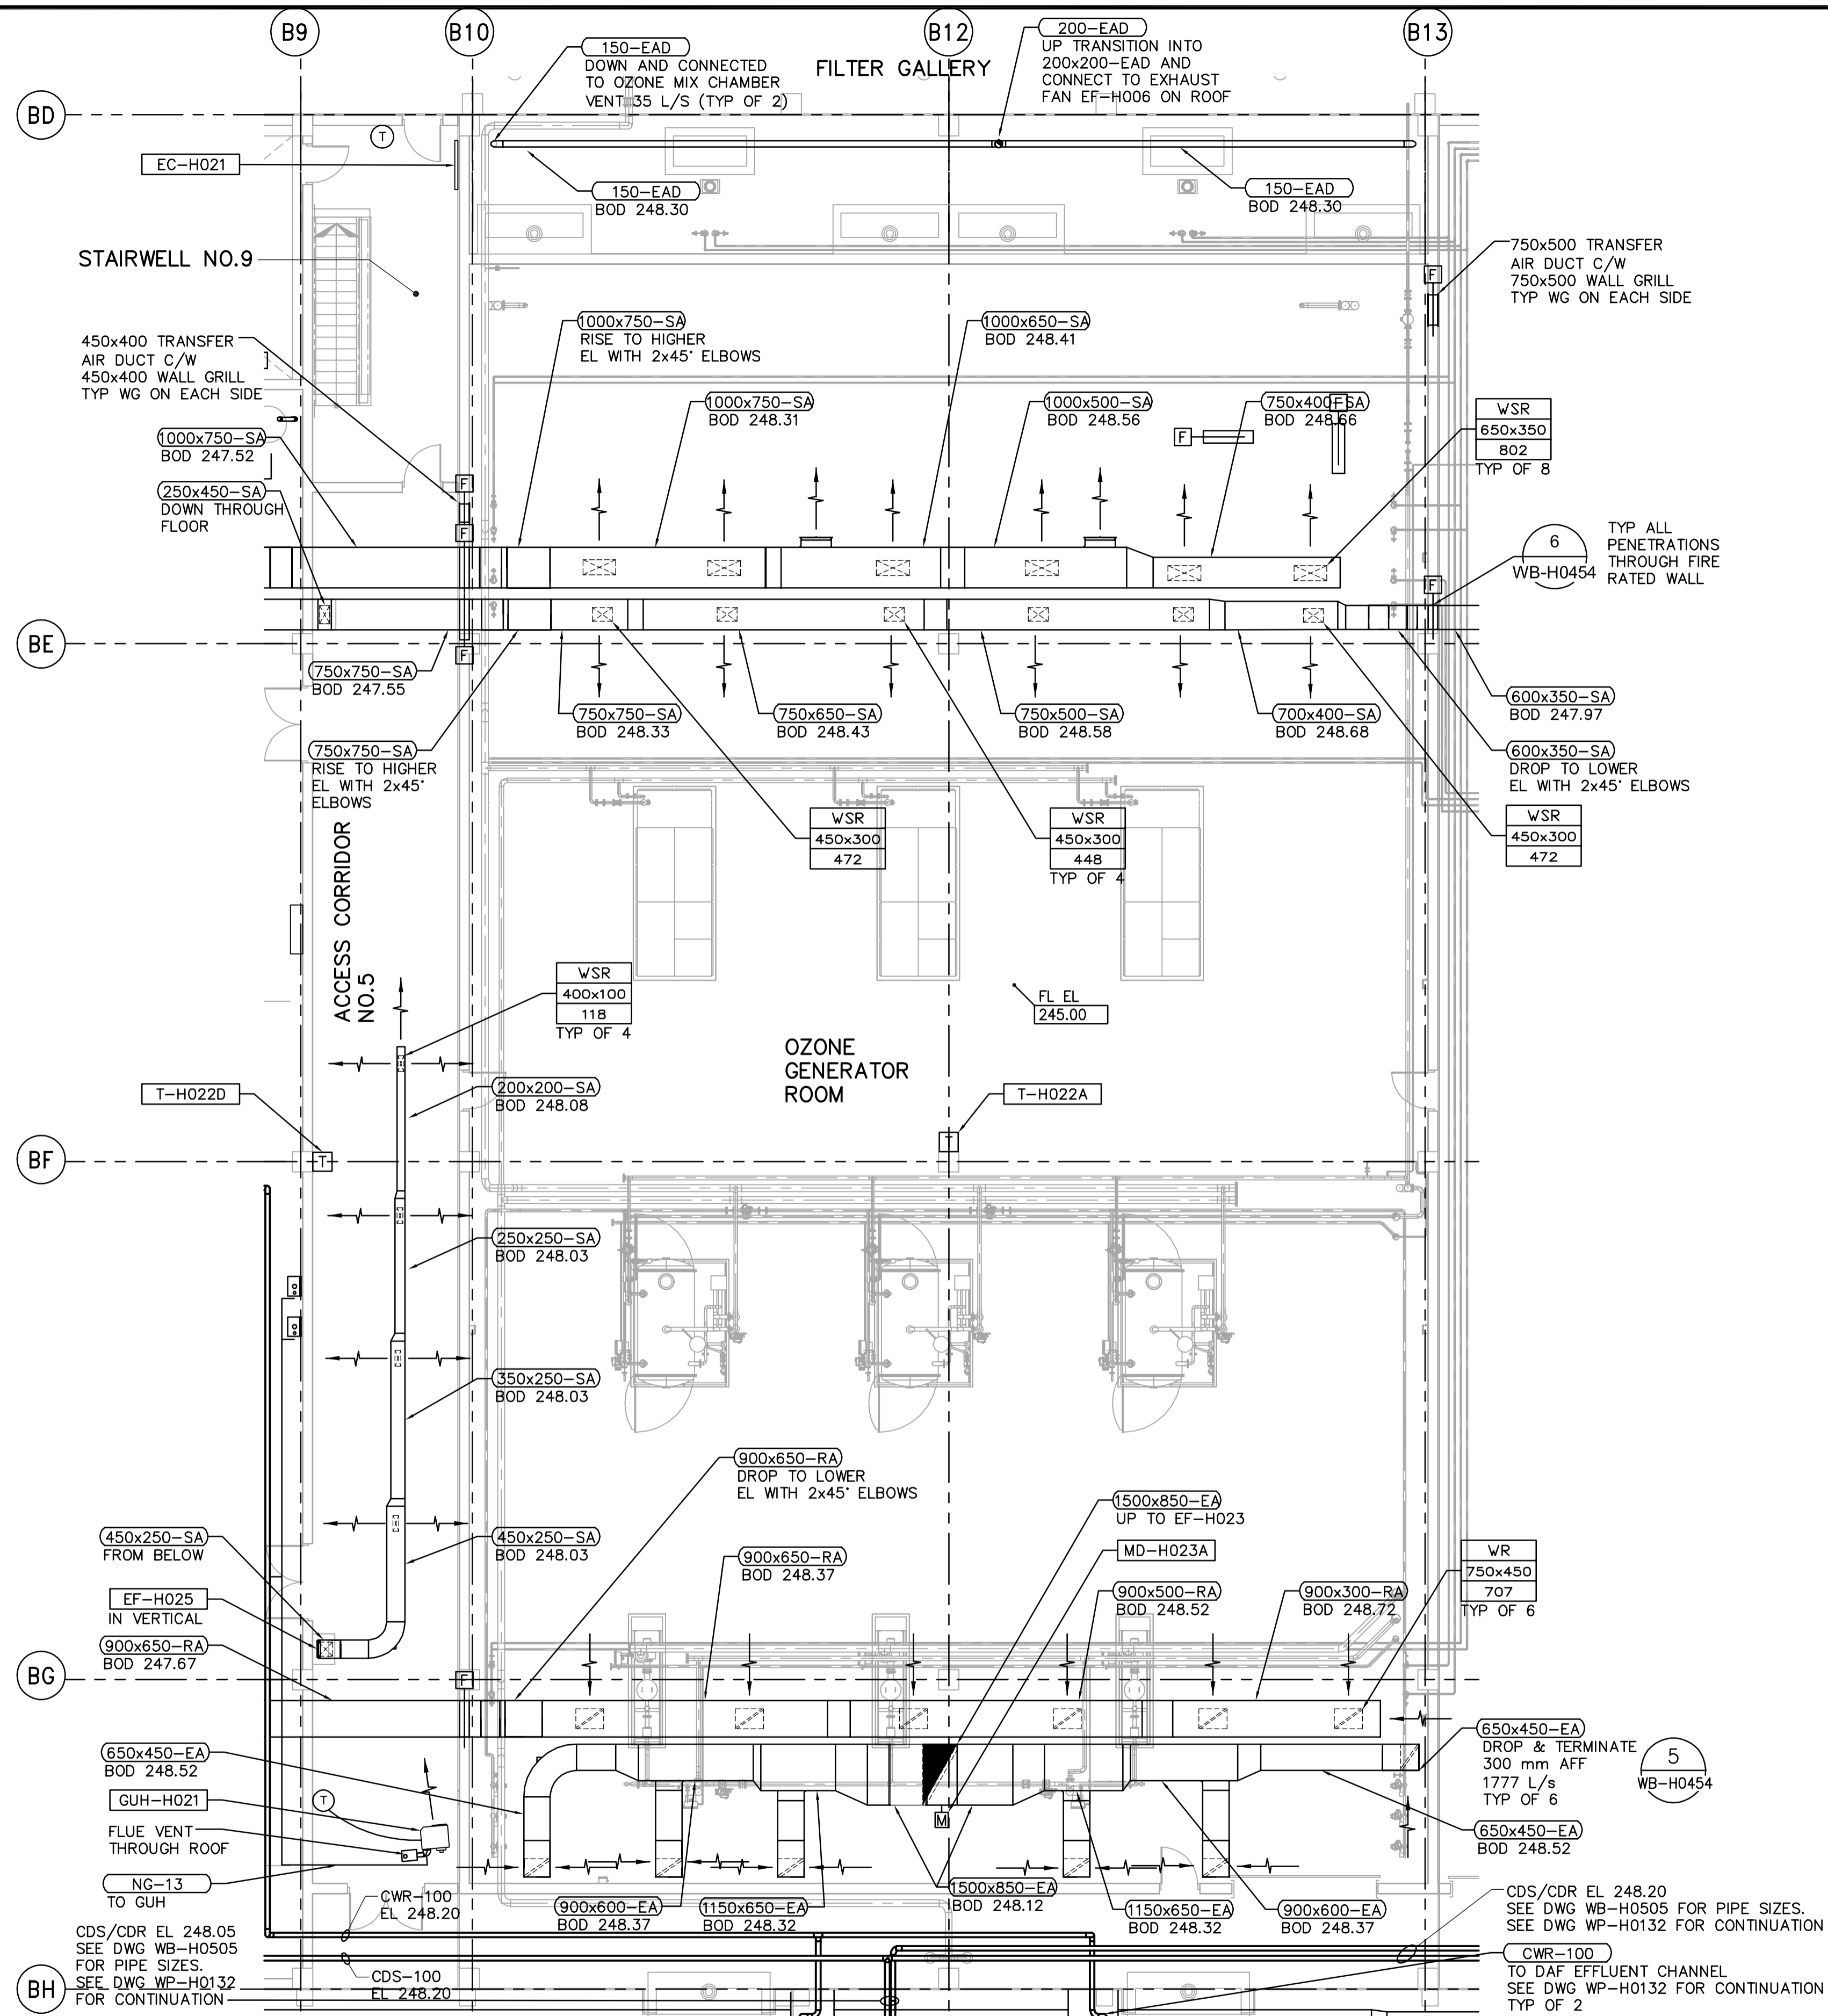 B9
B10
B12
B13
150-EAD
DOWN AND CONNECTED
TO OZONE MIX CHAMBER
VENT 35 L/S (TYP OF 2)
FILTER GALLERY
200-EAD
UP TRANSITION INTO
200x200-EAD AND
CONNECT TO EXHAUST
FAN EF-H006 ON ROOF
BD
T
EC-H021
150-EAD
BOD 248.30
150-EAD
BOD 248.30
STAIRWELL NO.9
750x500 TRANSFER
AIR DUCT C/W
750x500 WALL GRILL
TYP WG ON EACH SIDE
F
450x400 TRANSFER
AIR DUCT C/W
450x400 WALL GRILL
TYP WG ON EACH SIDE
1000x750-SA
RISE TO HIGHER
EL WITH 2x45° ELBOWS
1000x650-SA
BOD 248.41
1000x750-SA
BOD 248.31
1000x500-SA
BOD 248.56
750x400-SA
BOD 248.66
F
F
WSR
650x350
802
TYP OF 8
1000x750-SA
BOD 247.52
250x450-SA
DOWN THROUGH
FLOOR
F
F
6
WB-H0454
TYP ALL
PENETRATIONS
THROUGH FIRE
RATED WALL
F
BE
F
750x750-SA
BOD 247.55
750x750-SA
BOD 248.33
750x650-SA
BOD 248.43
750x500-SA
BOD 248.58
700x400-SA
BOD 248.68
600x350-SA
BOD 247.97
750x750-SA
RISE TO HIGHER
EL WITH 2x45°
ELBOWS
600x350-SA
DROP TO LOWER
EL WITH 2x45° ELBOWS
WSR
450x300
472
WSR
450x300
448
TYP OF 4
WSR
450x300
472
ACCESS CORRIDOR
NO.5
WSR
400x100
118
TYP OF 4
FL EL
245.00
OZONE
GENERATOR
ROOM
T-H022D
200x200-SA
BOD 248.08
T-H022A
BF
T
T
250x250-SA
BOD 248.03
350x250-SA
BOD 248.03
900x650-RA
DROP TO LOWER
EL WITH 2x45° ELBOWS
1500x850-EA
UP TO EF-H023
450x250-SA
FROM BELOW
450x250-SA
BOD 248.03
900x650-RA
BOD 248.37
MD-H023A
WR
750x450
707
TYP OF 6
EF-H025
IN VERTICAL
900x500-RA
BOD 248.52
900x300-RA
BOD 248.72
900x650-RA
BOD 247.67
BG
F
650x450-EA
BOD 248.52
650x450-EA
DROP & TERMINATE
300 mm AFF
1777 L/s
TYP OF 6
5
WB-H0454
GUH-H021
T
M
FLUE VENT
THROUGH ROOF
650x450-EA
BOD 248.52
NG-13
TO GUH
CWR-100
EL 248.20
900x600-EA
BOD 248.37
1150x650-EA
BOD 248.32
1500x850-EA
BOD 248.12
1150x650-EA
BOD 248.32
900x600-EA
BOD 248.37
CDS/CDR EL 248.20
SEE DWG WB-H0505 FOR PIPE SIZES.
SEE DWG WP-H0132 FOR CONTINUATION
CDS/CDR EL 248.05
SEE DWG WB-H0505
FOR PIPE SIZES.
SEE DWG WP-H0132
FOR CONTINUATION
CDS-100
EL 248.20
BH
CWR-100
TO DAF EFFLUENT CHANNEL
SEE DWG WP-H0132 FOR CONTINUATION
TYP OF 2